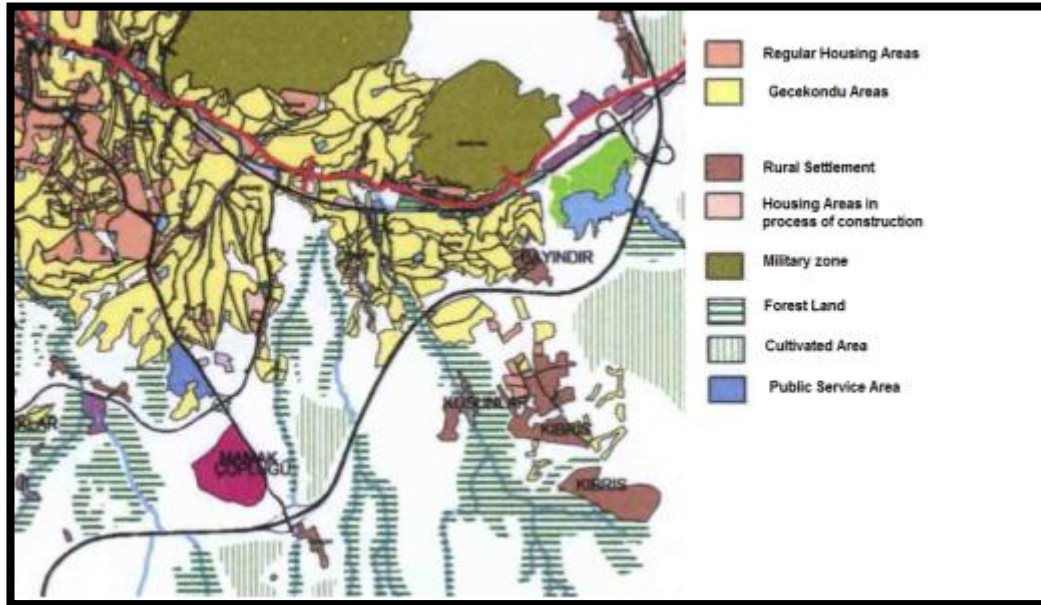 Regular Housing Areas
Gecekondu Areas
Rural Settlement
Housing Areas in
process of construction
Military zone
Forest Land
Cultivated Area
Public Service Area
KUSUNLAR
KIBRIS
MAMAK
ÇÖPLÜĞÜ
KIBRIS